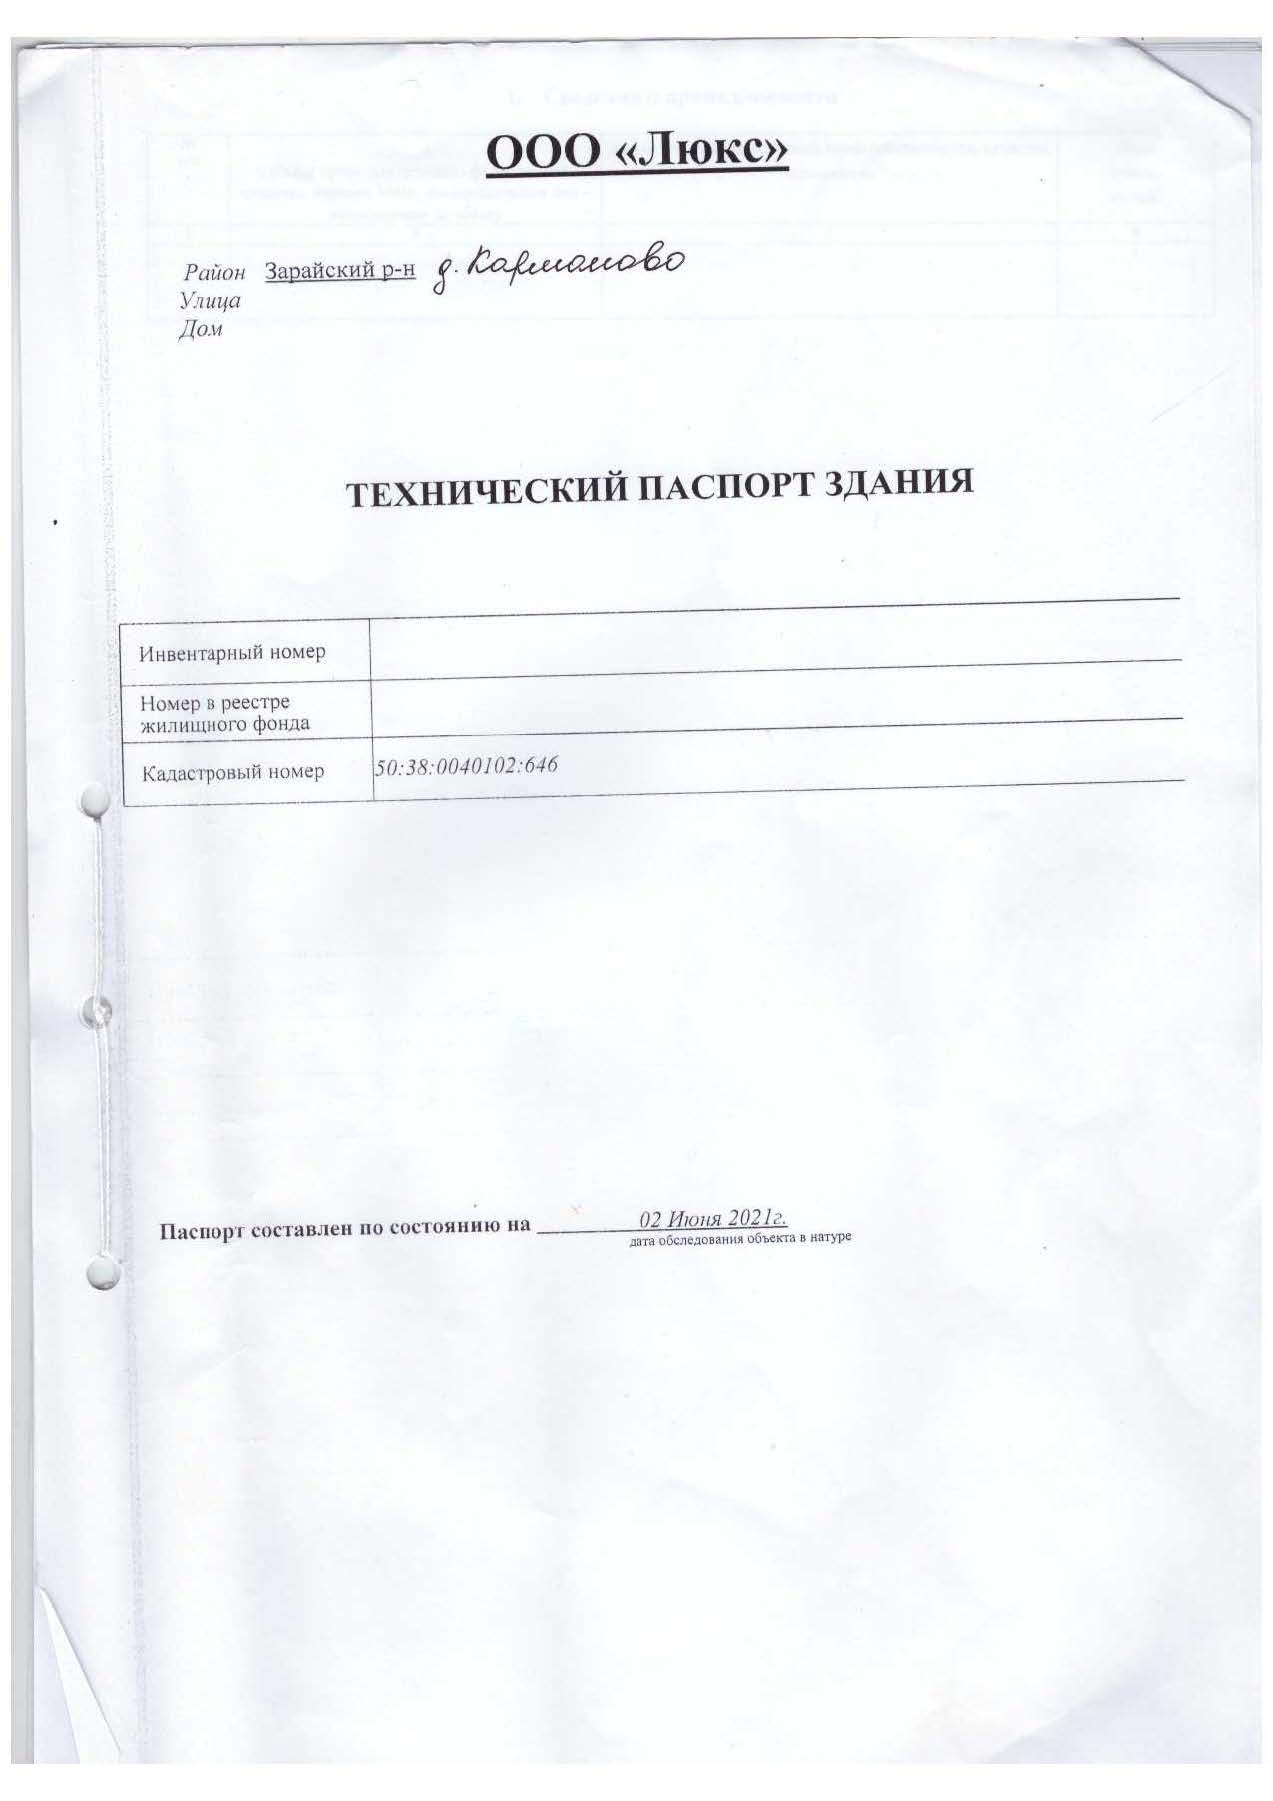 ООО «Люкс»
Район Зарайский р-н д. Карманово
Улица
Дом
ТЕХНИЧЕСКИЙ ПАСПОРТ ЗДАНИЯ
Инвентарный номер
Номер в реестре
жилищного фонда
Кадастровый номер 50:38:0040102:646
Паспорт составлен по состоянию на 02 Июня 2021г.
дата обследования объекта в натуре